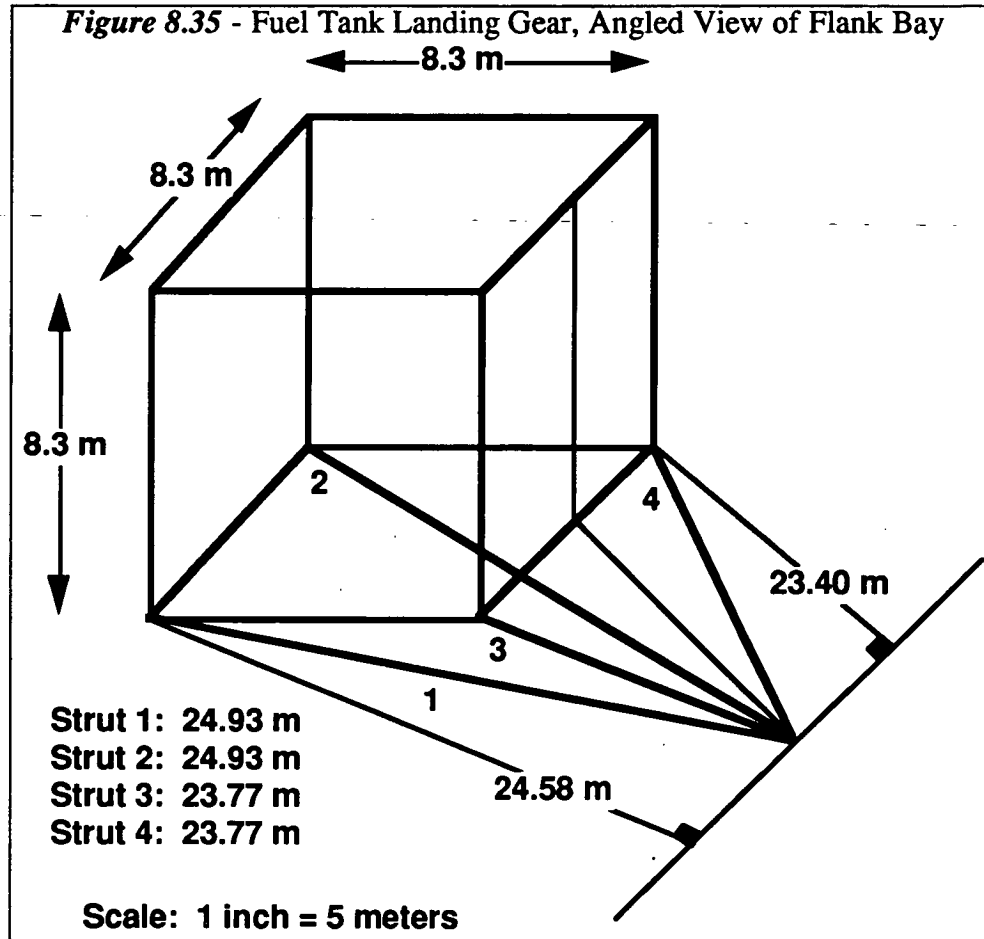 Figure 8.35 - Fuel Tank Landing Gear, Angled View of Flank Bay
8.3 m
8.3 m
8.3 m
2
4
23.40 m
3
1
24.58 m
Strut 1: 24.93 m
Strut 2: 24.93 m
Strut 3: 23.77 m
Strut 4: 23.77 m
Scale: 1 inch = 5 meters